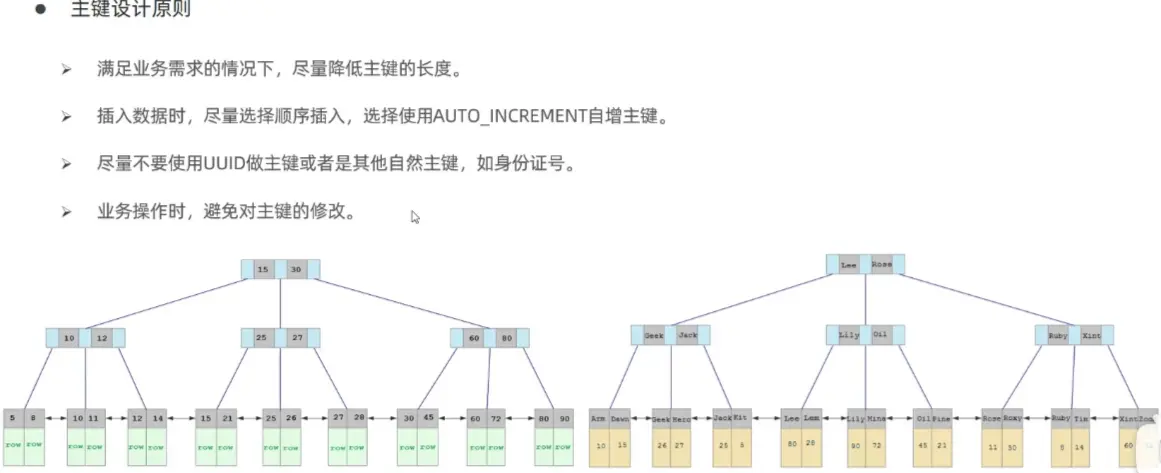 主键设计原则
满足业务需求的情况下，尽量降低主键的长度。
插入数据时，尽量选择顺序插入，选择使用AUTO_INCREMENT自增主键。
尽量不要使用UUID做主键或者是其他自然主键，如身份证号。
业务操作时，避免对主键的修改。
15 30
10 12
25 27
60 80
5 8 10 11 12 14 15 21 25 26 27 28 30 45 60 72 80 90
row row row row row row row row row row row row row row row row row row
Lee Rose
Geek Jack
Lily Oil
Ruby Xint
Arm Dawn Geek Herz Jack Kit Lee Lem Lily Mina Oil Pine Rose Roxy Ruby Tim Xint Zoo
10 15 26 27 25 8 80 28 90 72 45 21 11 30 5 14 60